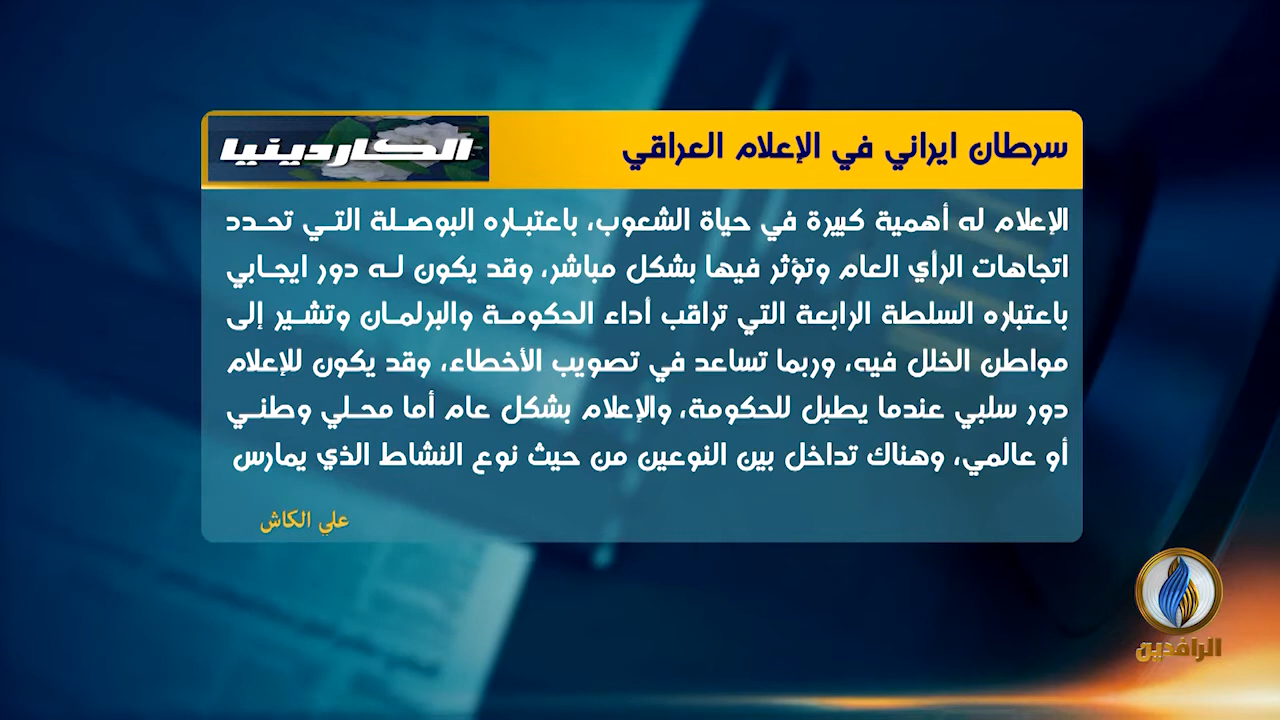 سرطان ايراني في الإعلام العراقي
الكاردينيا
الإعلام له أهمية كبيرة في حياة الشعوب، باعتباره البوصلة التي تحدد
اتجاهات الرأي العام وتؤثر فيها بشكل مباشر، وقد يكون له دور ايجابي
باعتباره السلطة الرابعة التي تراقب أداء الحكومة والبرلمان وتشير إلى
مواطن الخلل فيه، وربما تساعد في تصويب الأخطاء، وقد يكون للإعلام
دور سلبي عندما يطبل للحكومة، والإعلام بشكل عام أما محلي وطني
أو عالمي، وهناك تداخل بين النوعين من حيث نوع النشاط الذي يمارس
علي الكاش
الرافدين